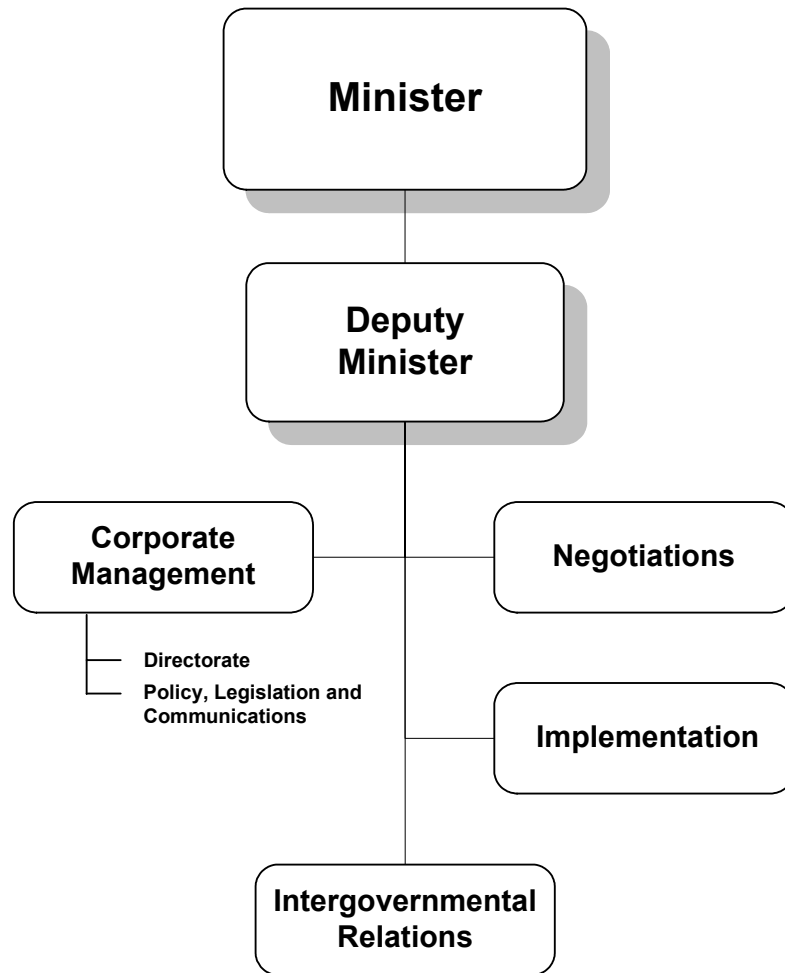 Minister
Deputy
Minister
Corporate
Management
Negotiations
Directorate
Policy, Legislation and
Communications
Implementation
Intergovernmental
Relations